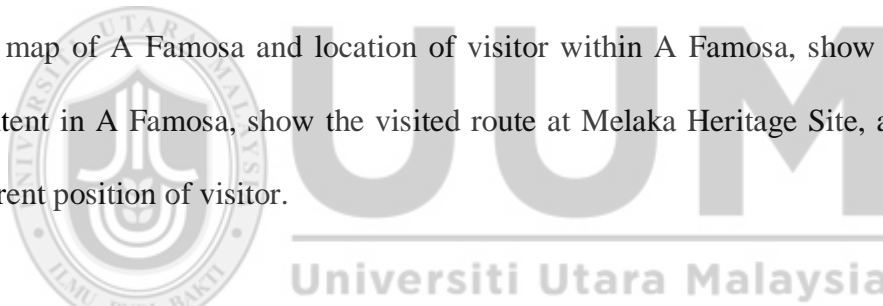 map of A Famosa and location of visitor within A Famosa, show
tent in A Famosa, show the visited route at Melaka Heritage Site, a
rent position of visitor.
UUM
Universiti Utara Malaysia